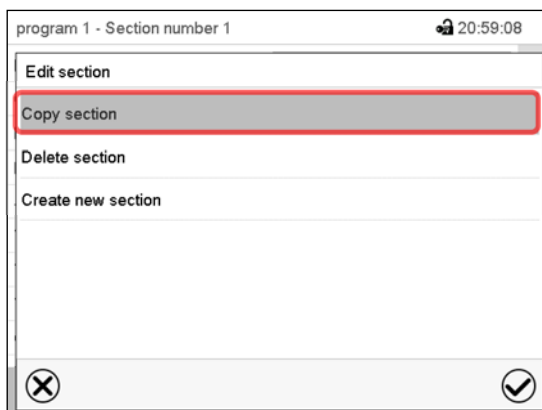 program 1 - Section number 1 20:59:08
Edit section
Copy section
Delete section
Create new section